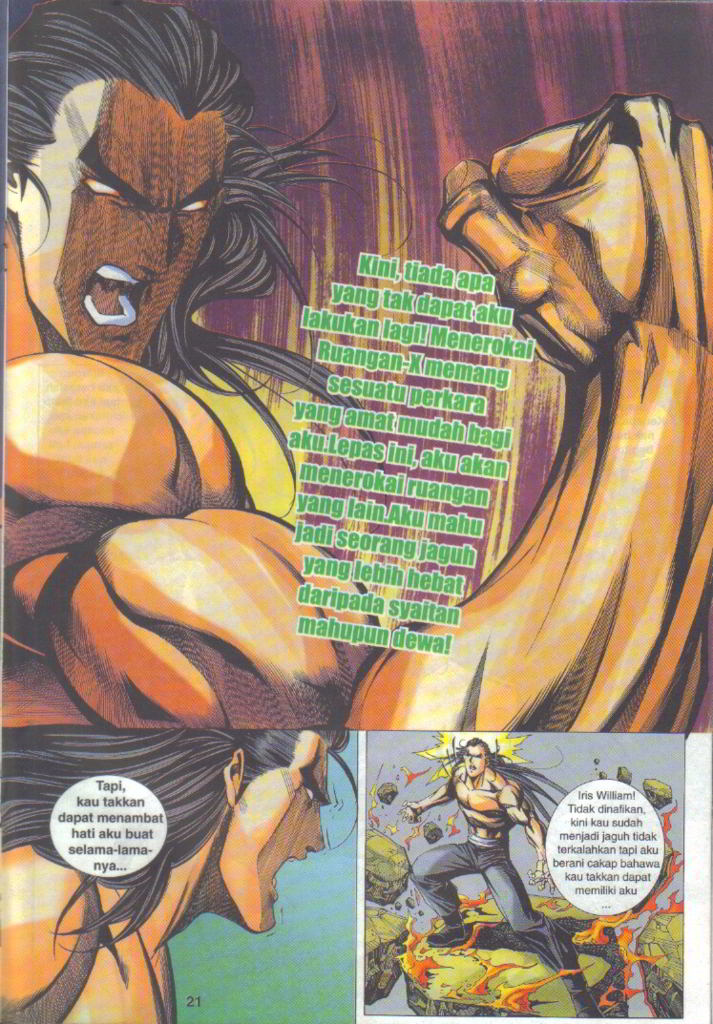 Kini, tiada apa
yang tak dapat aku
lakukan lagi! Menerokai
Ruangan-X memang
sesuatu perkara
yang amat mudah bagi
aku.Lepas ini, aku akan
menerokai ruangan
yang lain.Aku mahu
jadi seorang jaguh
yang lebih hebat
daripada syaitan
mahupun dewa!
Tapi,
kau takkan
dapat menambat
hati aku buat
selama-lama-
nya...
Iris William!
Tidak dinafikan,
kini kau sudah
menjadi jaguh tidak
terkalahkan tapi aku
berani cakap bahawa
kau takkan dapat
memiliki aku
...
21